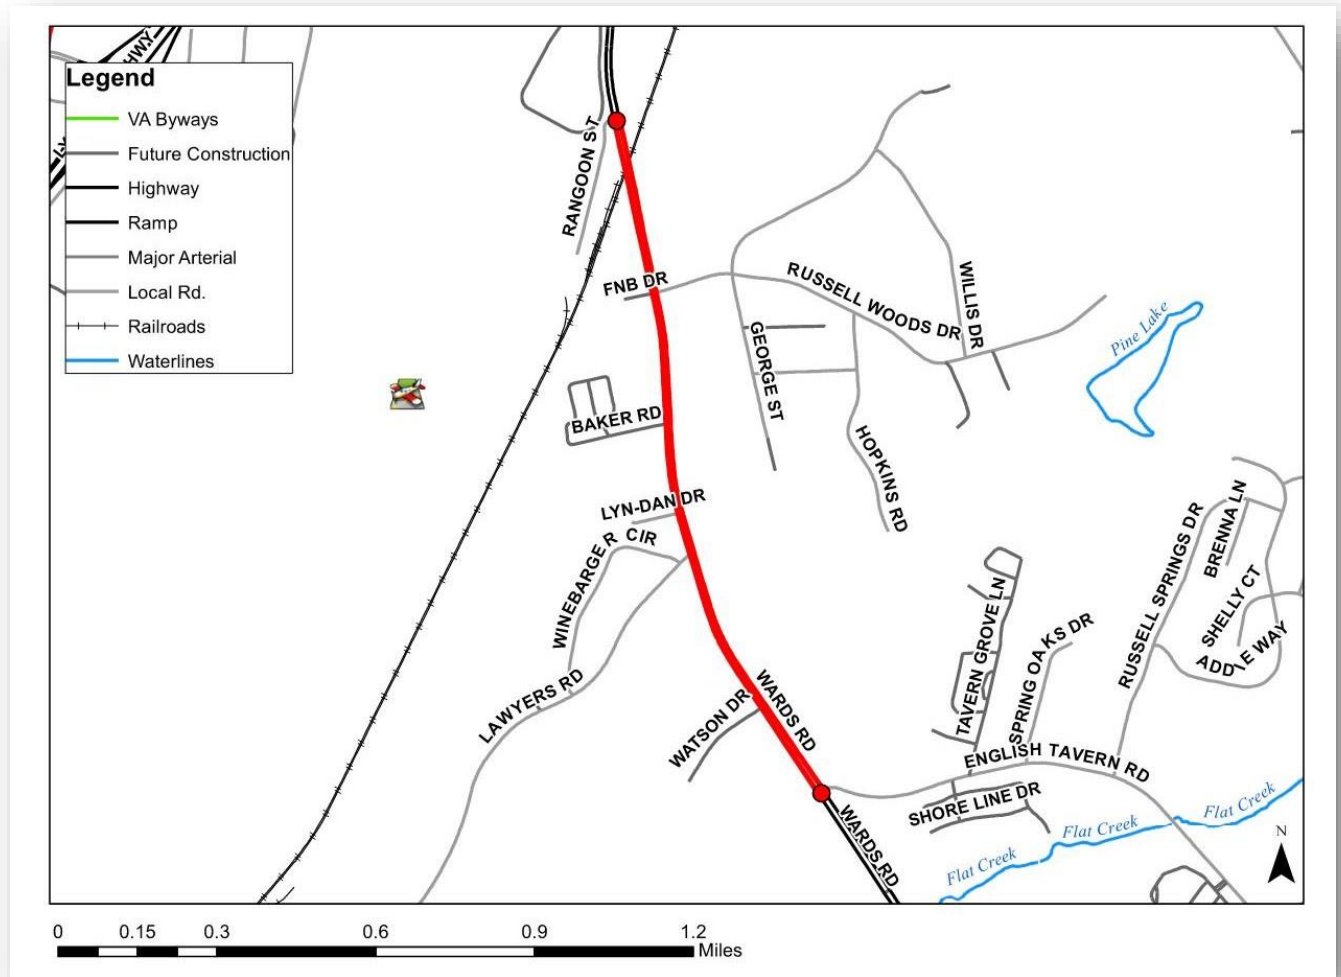 HWY
Legend
VA Byways
Future Construction
Highway
Ramp
Major Arterial
Local Rd.
Railroads
Waterlines
RANGOON ST
FNB DR
RUSSELL WOODS DR
WILLIS DR
Pine Lake
GEORGE ST
BAKER RD
HOPKINS RD
LYN-DAN DR
WINEBARGER CIR
BRENNA LN
RUSSELL SPRINGS DR
SHELLY CT
ADDIE WAY
TAVERN GROVE LN
SPRING OAKS DR
LAWYERS RD
WATSON DR
WARDS RD
ENGLISH TAVERN RD
SHORE LINE DR
WARDS RD
Flat Creek
Flat Creek
Flat Creek
N
0 0.15 0.3 0.6 0.9 1.2
Miles